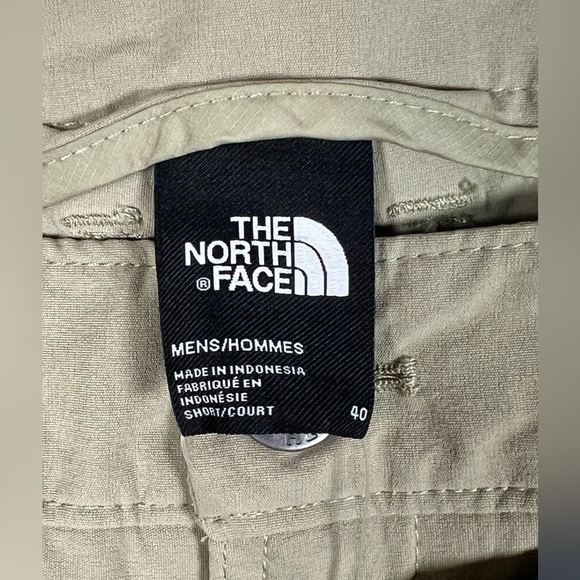 THE
NORTH
® FACE
MENS/HOMMES
MADE IN INDONESIA
FABRIQUÉ EN
INDONÉSIE
SHORT/COURT 40